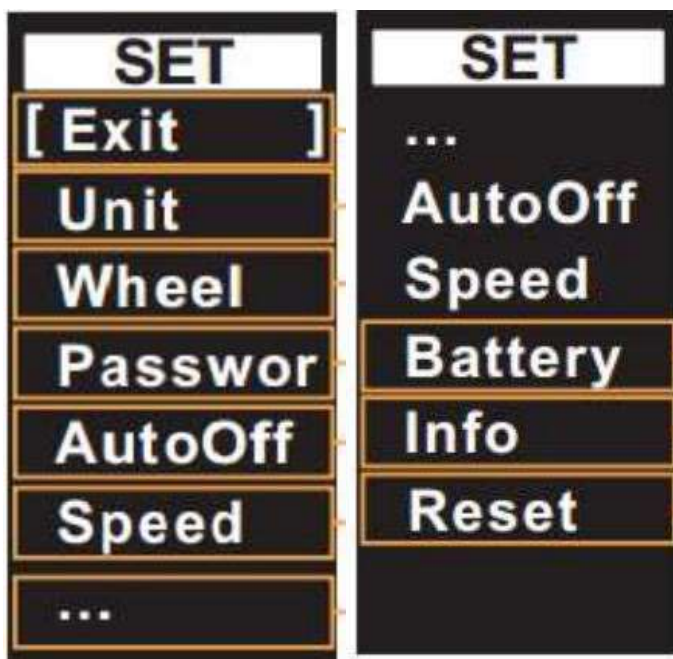 SET
[ Exit ]
Unit
Wheel
Passwor
AutoOff
Speed
...
SET
...
AutoOff
Speed
Battery
Info
Reset